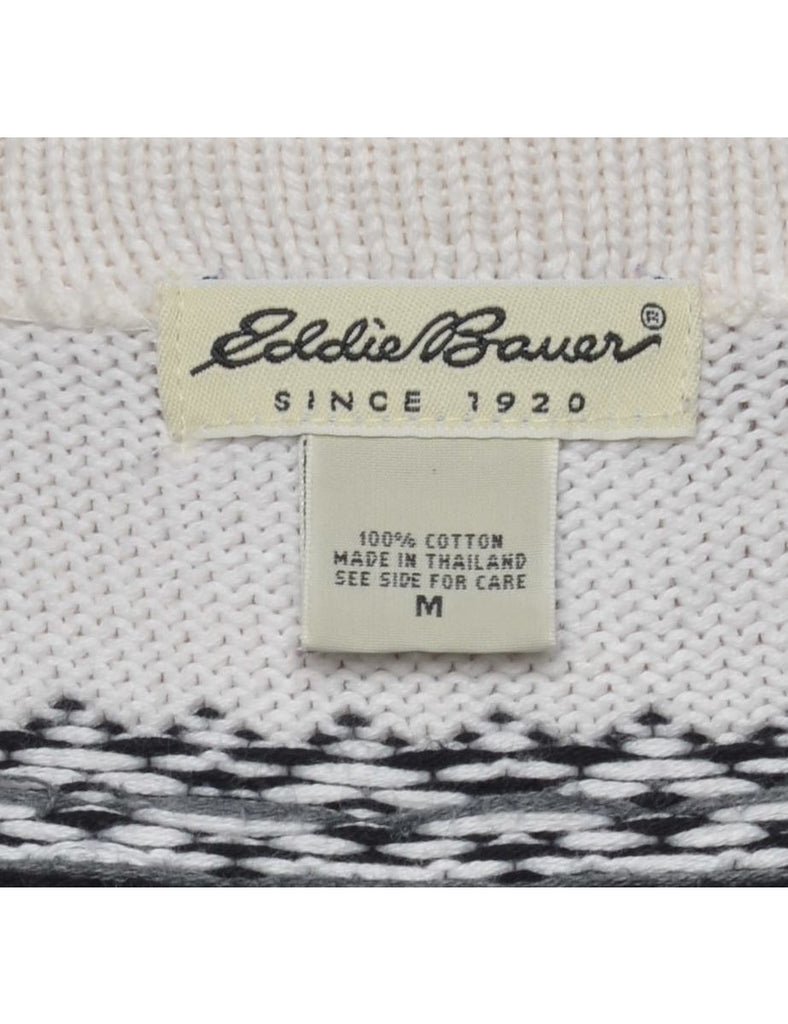 Eddie Bauer®
SINCE 1920
100% COTTON
MADE IN THAILAND
SEE SIDE FOR CARE
M